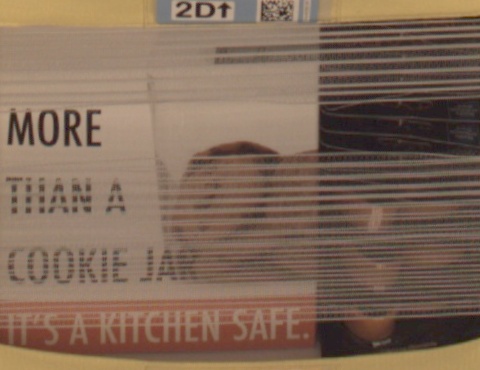 2D↑
MORE
THAN A
COOKIE JAR
IT'S A KITCHEN SAFE.